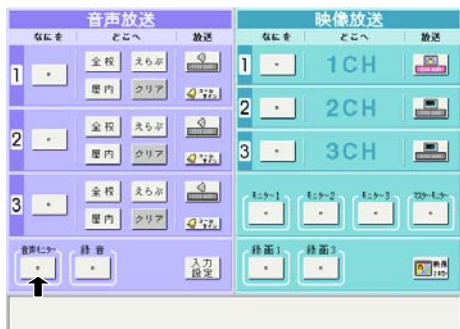 音声放送
なにを どこへ 放送
1 全校 えらぶ
屋内 クリア
2 全校 えらぶ
屋内 クリア
3 全校 えらぶ
屋内 クリア
音声モニター 録音
入力設定
映像放送
なにを どこへ 放送
1 1CH
2 2CH
3 3CH
モニター1 モニター2 モニター3 マスターモニター
録画1 録画3